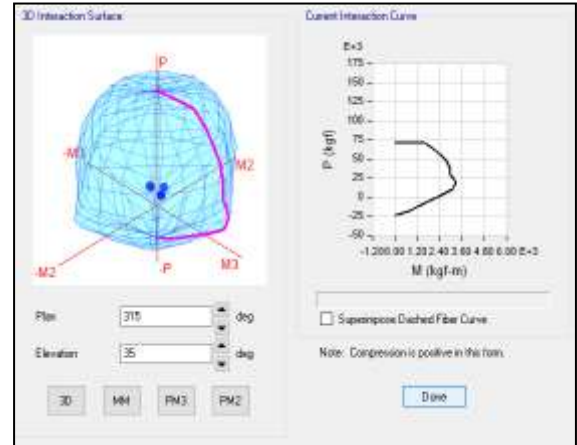 3D Interaction Surface
P
-M3
M2
-M2
-P
M3
Plan
315
deg
Elevation
35
deg
3D
MM
PM3
PM2
Current Interaction Curve
E+3
175
150
125
100
75
50
25
0
-25
-50
P (kgf)
-1.20 0.00 1.20 2.40 3.60 4.80 6.00 E+3
M (kgf-m)
Superimpose Dashed Fiber Curve
Note: Compression is positive in this form.
Done